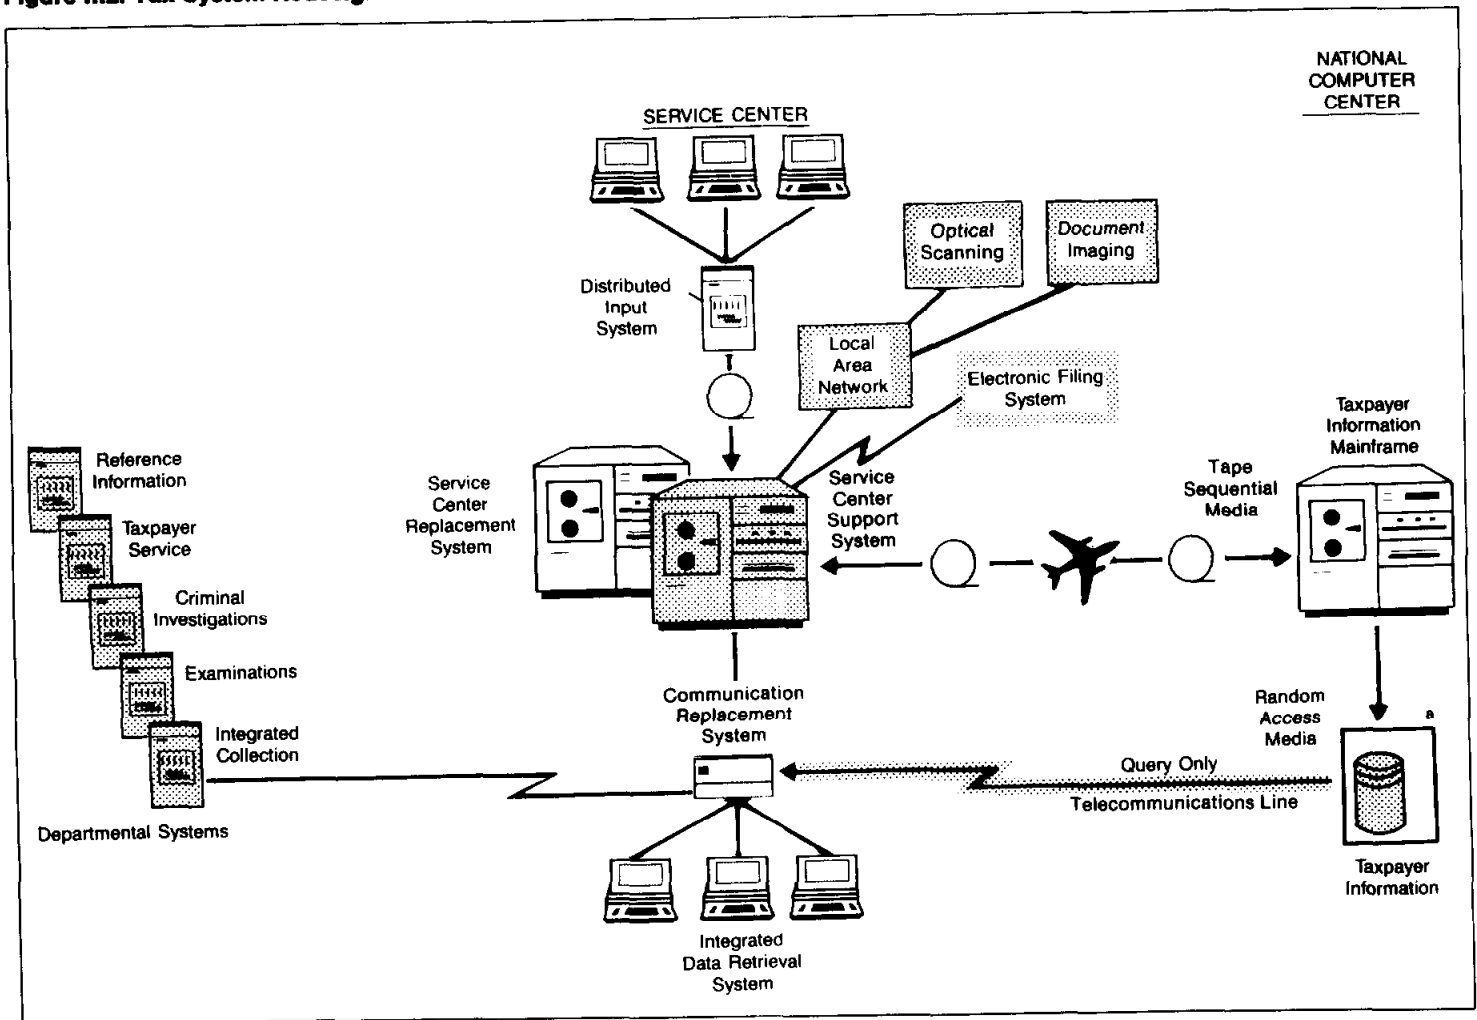 NATIONAL
COMPUTER
CENTER
SERVICE CENTER
Optical
Scanning
Document
Imaging
Distributed
Input
System
Local
Area
Network
Electronic Filing
System
Taxpayer
Information
Mainframe
Reference
Information
Service
Center
Replacement
System
Service
Center
Support
System
Tape
Sequential
Media
Taxpayer
Service
Criminal
Investigations
Examinations
Integrated
Collection
Departmental Systems
Communication
Replacement
System
Random
Access
Media
a
Query Only
Telecommunications Line
Taxpayer
Information
Integrated
Data Retrieval
System